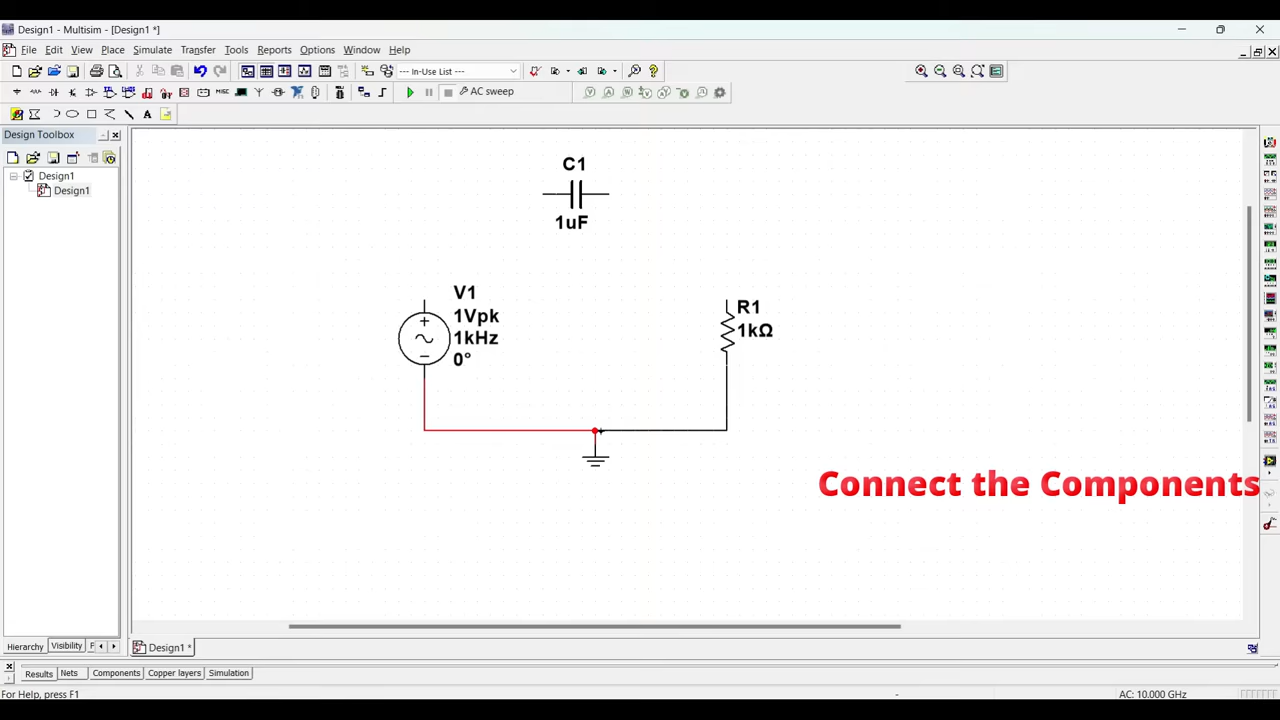 Design1 - Multisim - [Design1 *]
File Edit View Place Simulate Transfer Tools Reports Options Window Help
--- In-Use List ---
AC sweep
Design Toolbox
Design1
Design1
C1
1uF
V1
1Vpk
1kHz
0°
R1
1kΩ
Connect the Components
Hierarchy Visibility F
Design1 *
Results Nets Components Copper layers Simulation
For Help, press F1 - AC: 10.000 GHz